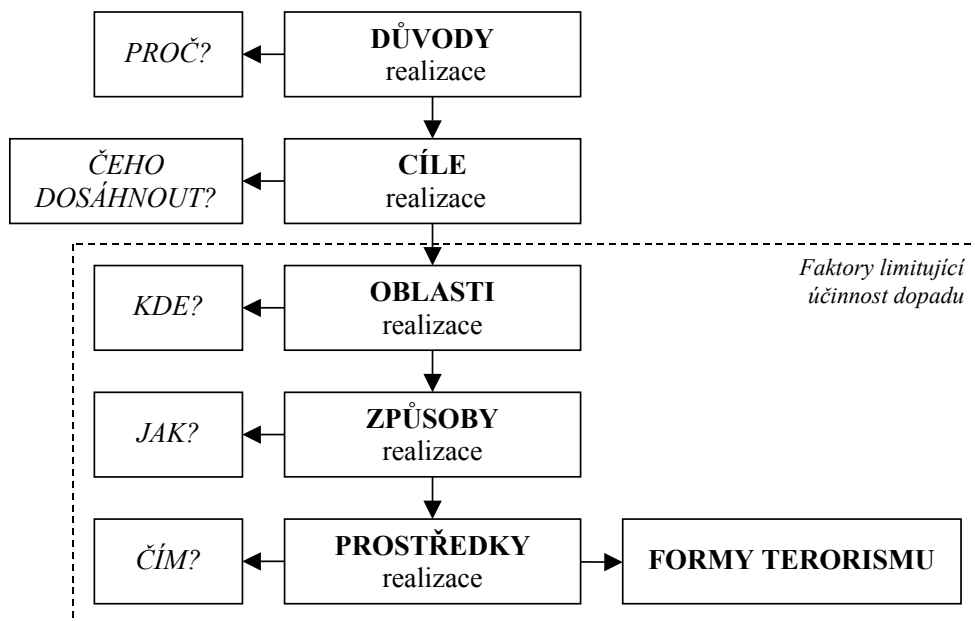 PROČ?
DŮVODY
realizace
ČEHO
DOSÁHNOUT?
CÍLE
realizace
Faktory limitující
účinnost dopadu
KDE?
OBLASTI
realizace
JAK?
ZPŮSOBY
realizace
ČÍM?
PROSTŘEDKY
realizace
FORMY TERORISMU